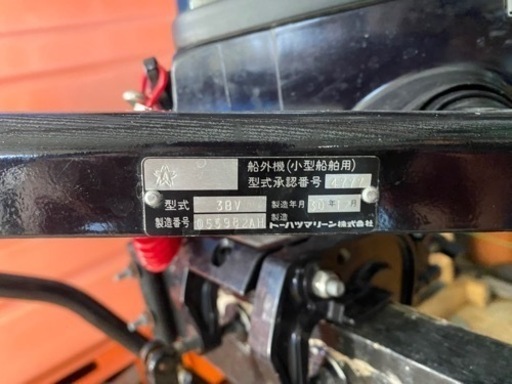 船外機(小型船舶用)
型式承認番号 4777
型式 3BV 製造年月
製造番号 053982AH 製造 トーハツマリーン株式会社